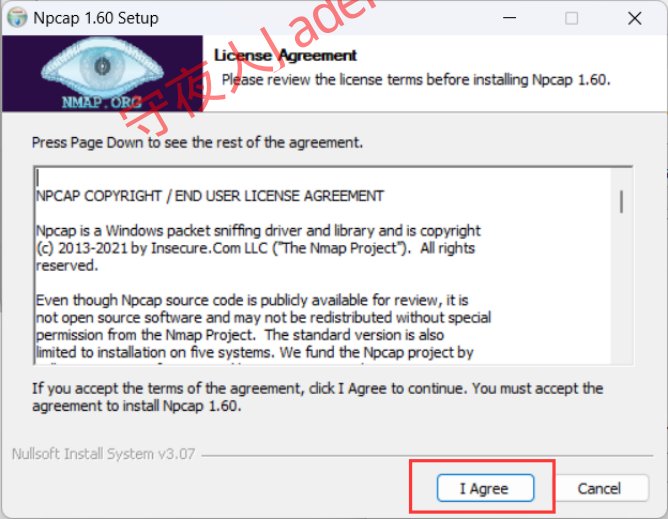 Npcap 1.60 Setup
守夜人Jade
License Agreement
Please review the license terms before installing Npcap 1.60.
NMAP.ORG
Press Page Down to see the rest of the agreement.
NPCAP COPYRIGHT / END USER LICENSE AGREEMENT
Npcap is a Windows packet sniffing driver and library and is copyright
(c) 2013-2021 by Insecure.Com LLC ("The Nmap Project").  All rights
reserved.
Even though Npcap source code is publicly available for review, it is
not open source software and may not be redistributed without special
permission from the Nmap Project.  The standard version is also
limited to installation on five systems. We fund the Npcap project by
If you accept the terms of the agreement, click I Agree to continue. You must accept the
agreement to install Npcap 1.60.
Nullsoft Install System v3.07
I Agree
Cancel